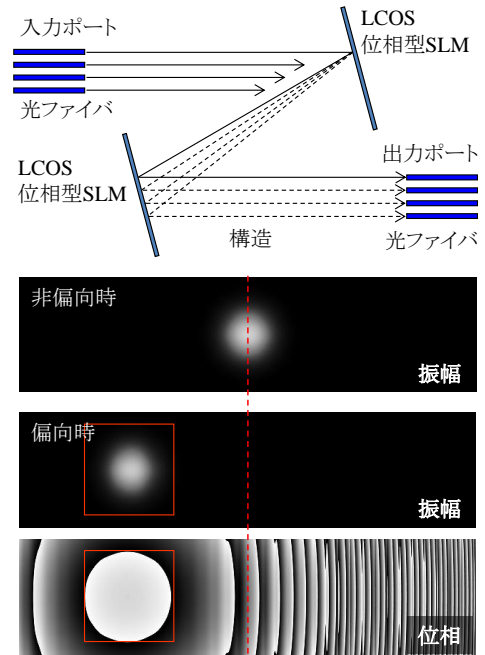 入力ポート
光ファイバ
LCOS
位相型SLM
LCOS
位相型SLM
出力ポート
光ファイバ
構造
非偏向時
振幅
偏向時
振幅
位相